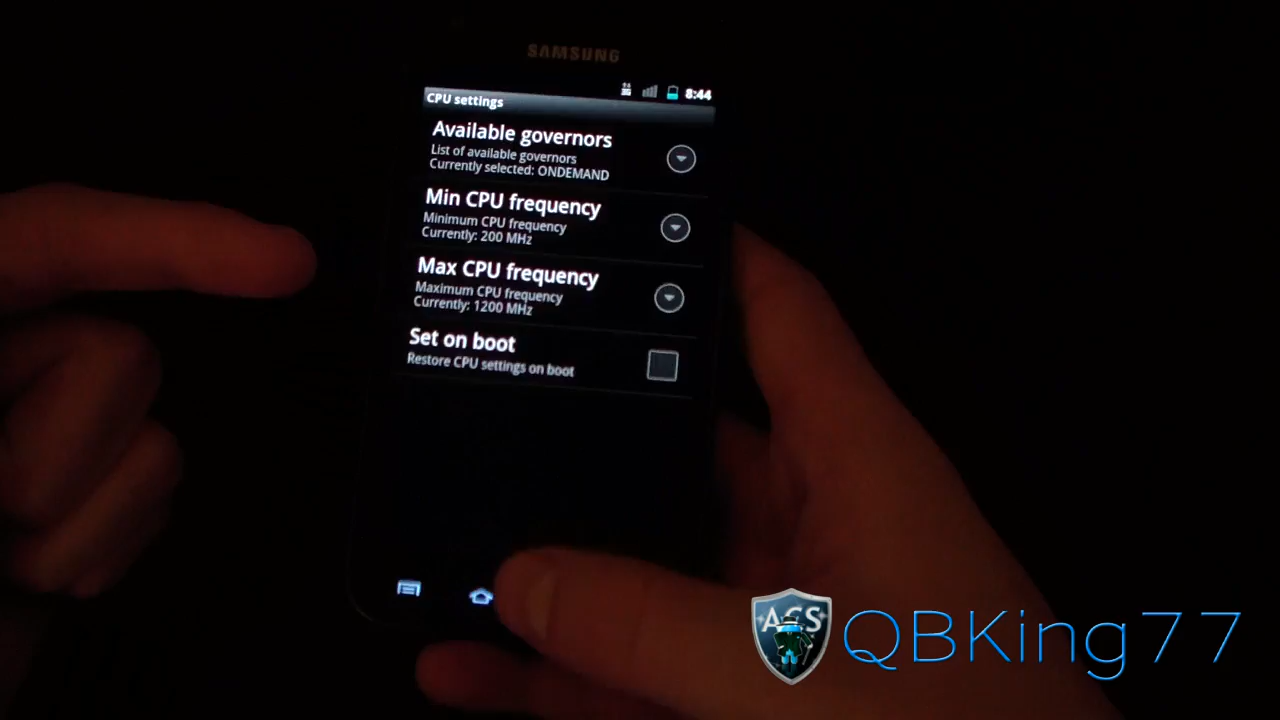 SAMSUNG
8:44
CPU settings
Available governors
List of available governors
Currently selected: ONDEMAND
Min CPU frequency
Minimum CPU frequency
Currently: 200 MHz
Max CPU frequency
Maximum CPU frequency
Currently: 1200 MHz
Set on boot
Restore CPU settings on boot
ACS
QBKing77